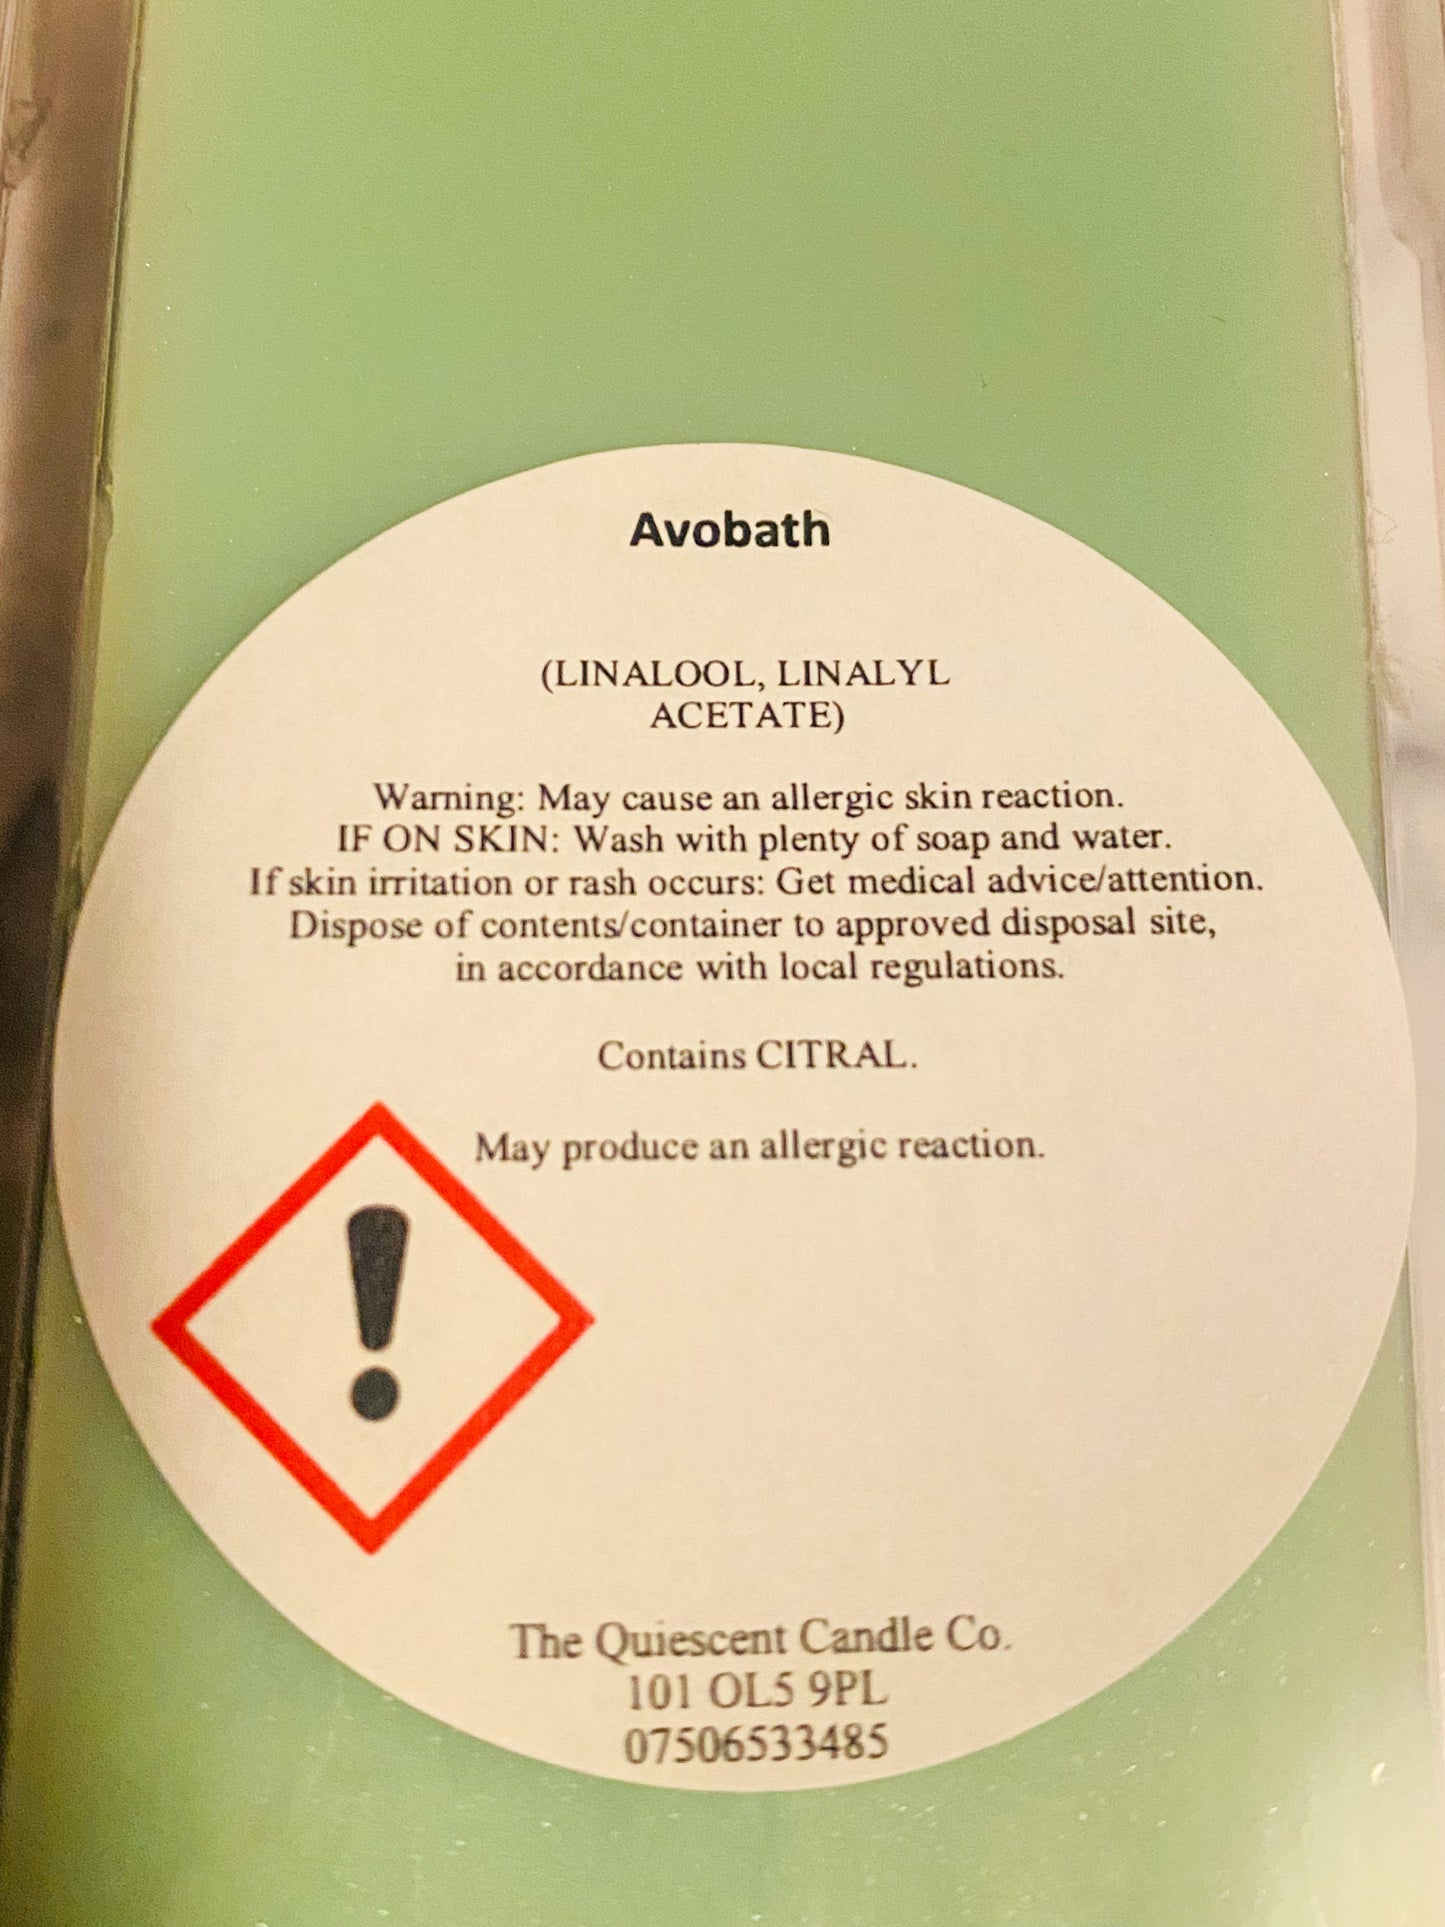 Avobath
(LINALOOL, LINALYL
ACETATE)
Warning: May cause an allergic skin reaction.
IF ON SKIN: Wash with plenty of soap and water.
If skin irritation or rash occurs: Get medical advice/attention.
Dispose of contents/container to approved disposal site,
in accordance with local regulations.
Contains CITRAL.
May produce an allergic reaction.
The Quiescent Candle Co.
101 OL5 9PL
07506533485